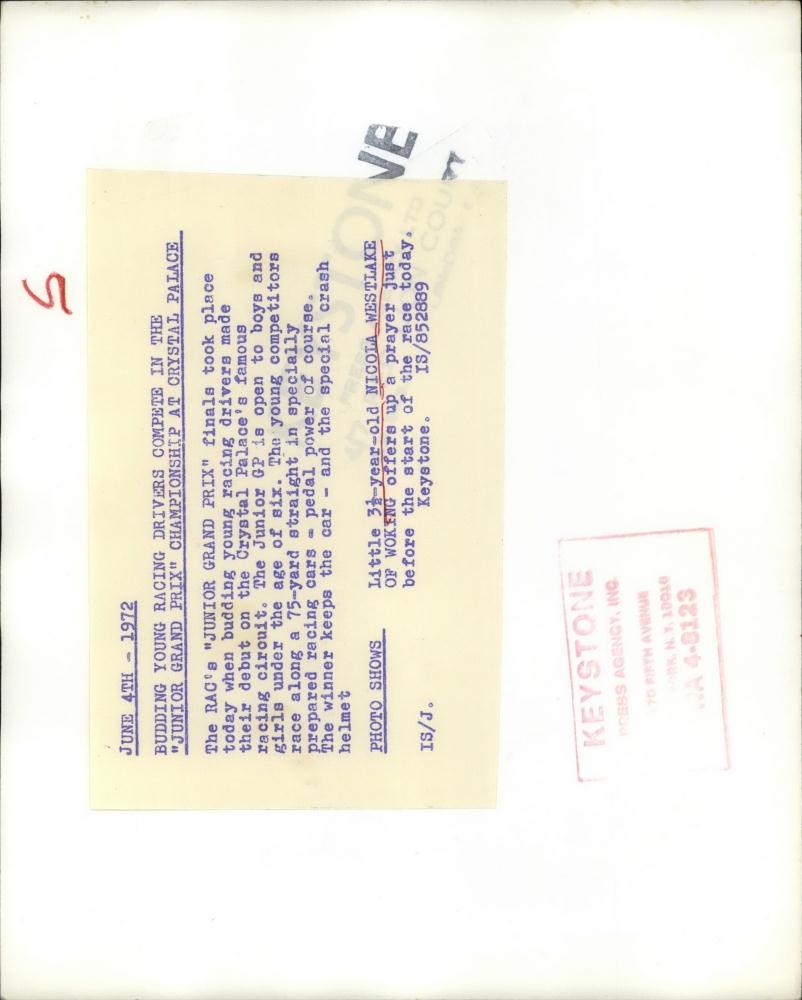 JUNE 4TH - 1972
BUDDING YOUNG RACING DRIVERS COMPETE IN THE
"JUNIOR GRAND PRIX" CHAMPIONSHIP AT CRYSTAL PALACE
The RAC's "JUNIOR GRAND PRIX" finals took place
today when budding young racing drivers made
their debut on the Crystal Palace's famous
racing circuit. The Junior GP is open to boys and
girls under the age of six. The young competitors
race along a 75-yard straight in specially
prepared racing cars = pedal power of course.
The winner keeps the car - and the special crash
helmet
PHOTO SHOWS Little 3½-year-old NICOLA WESTLAKE
OF WOKING offers up a prayer just
before the start of the race today.
IS/J. Keystone. IS/852889
KEYSTONE
PRESS
LTD
5
KEYSTONE
PRESS AGENCY, INC.
170 FIFTH AVENUE
N.Y. 10010
WA 4-8123